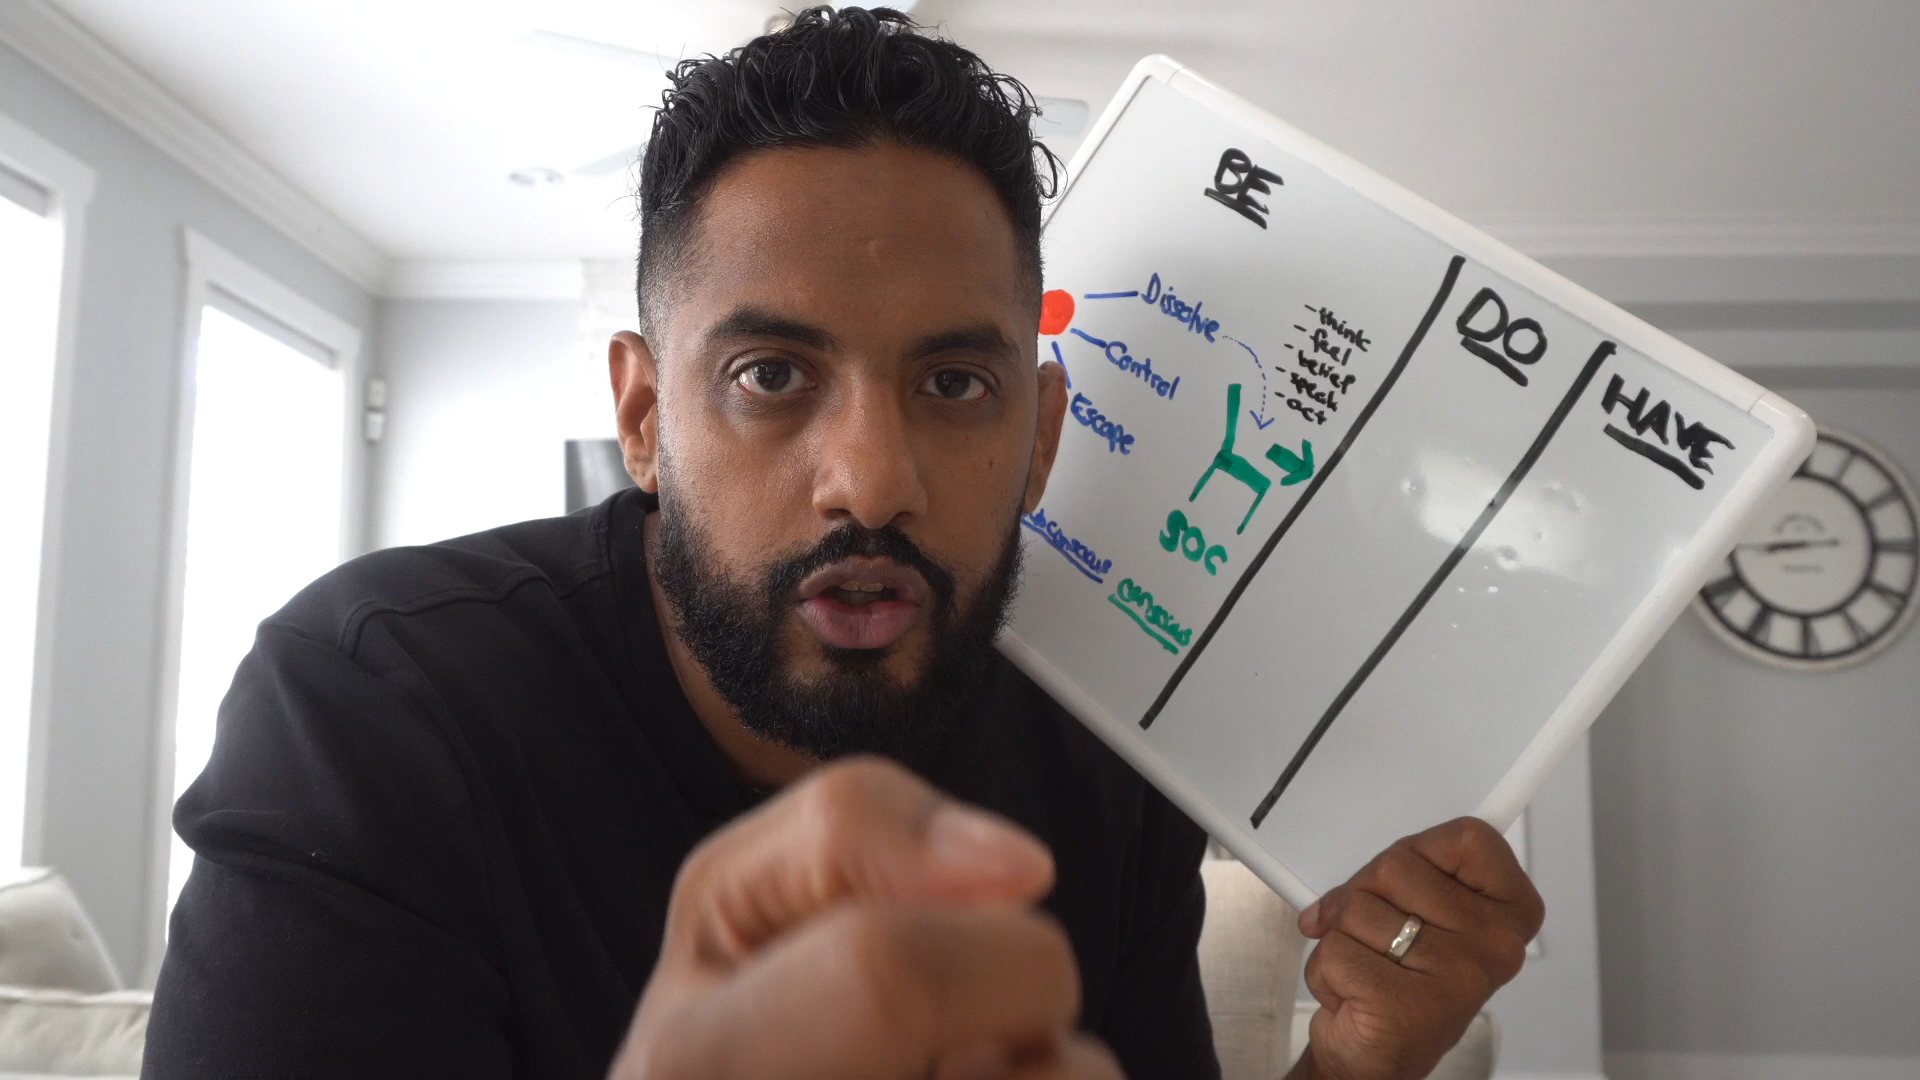 BE
DO
HAVE
Dissolve
Control
Escape
- think
- feel
- belief
- speak
- act
SOC
conscious